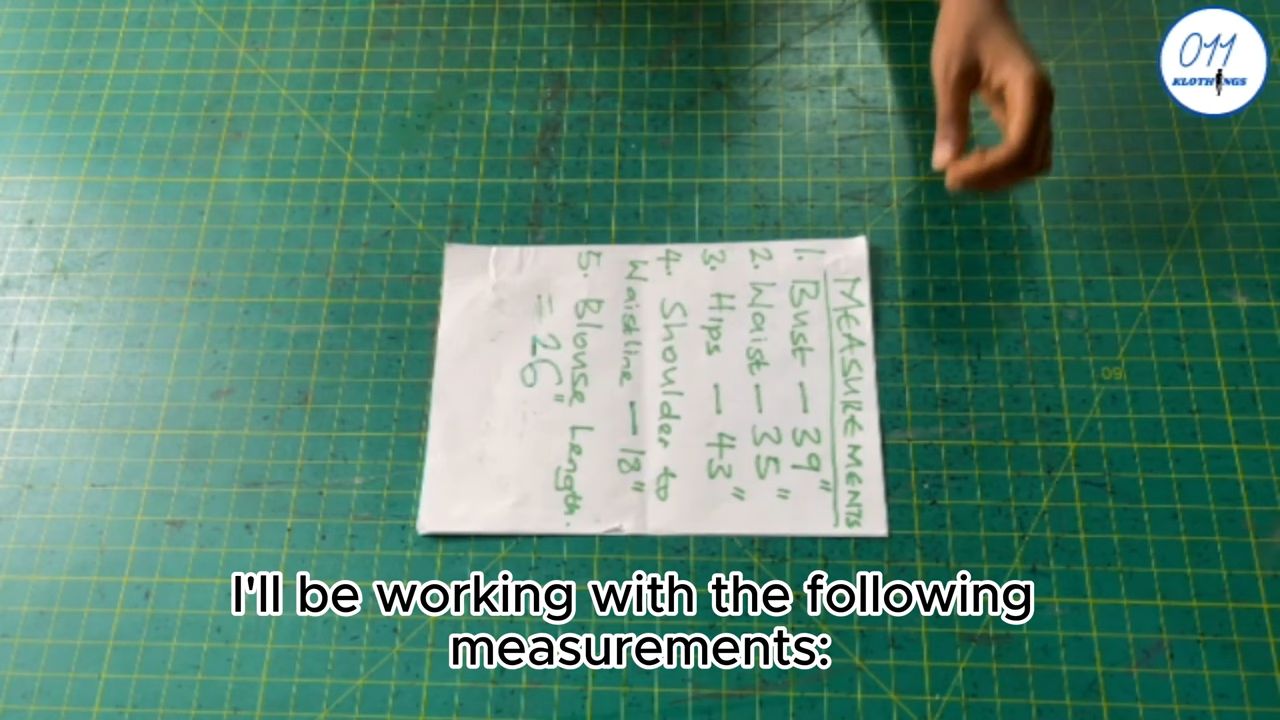 011
KLOTHINGS
MEASUREMENTS
1. Bust — 39"
2. Waist — 35"
3. Hips — 43"
4. Shoulder to
Waistline — 18"
5. Blouse Length.
= 26"
60
I'll be working with the following
measurements: